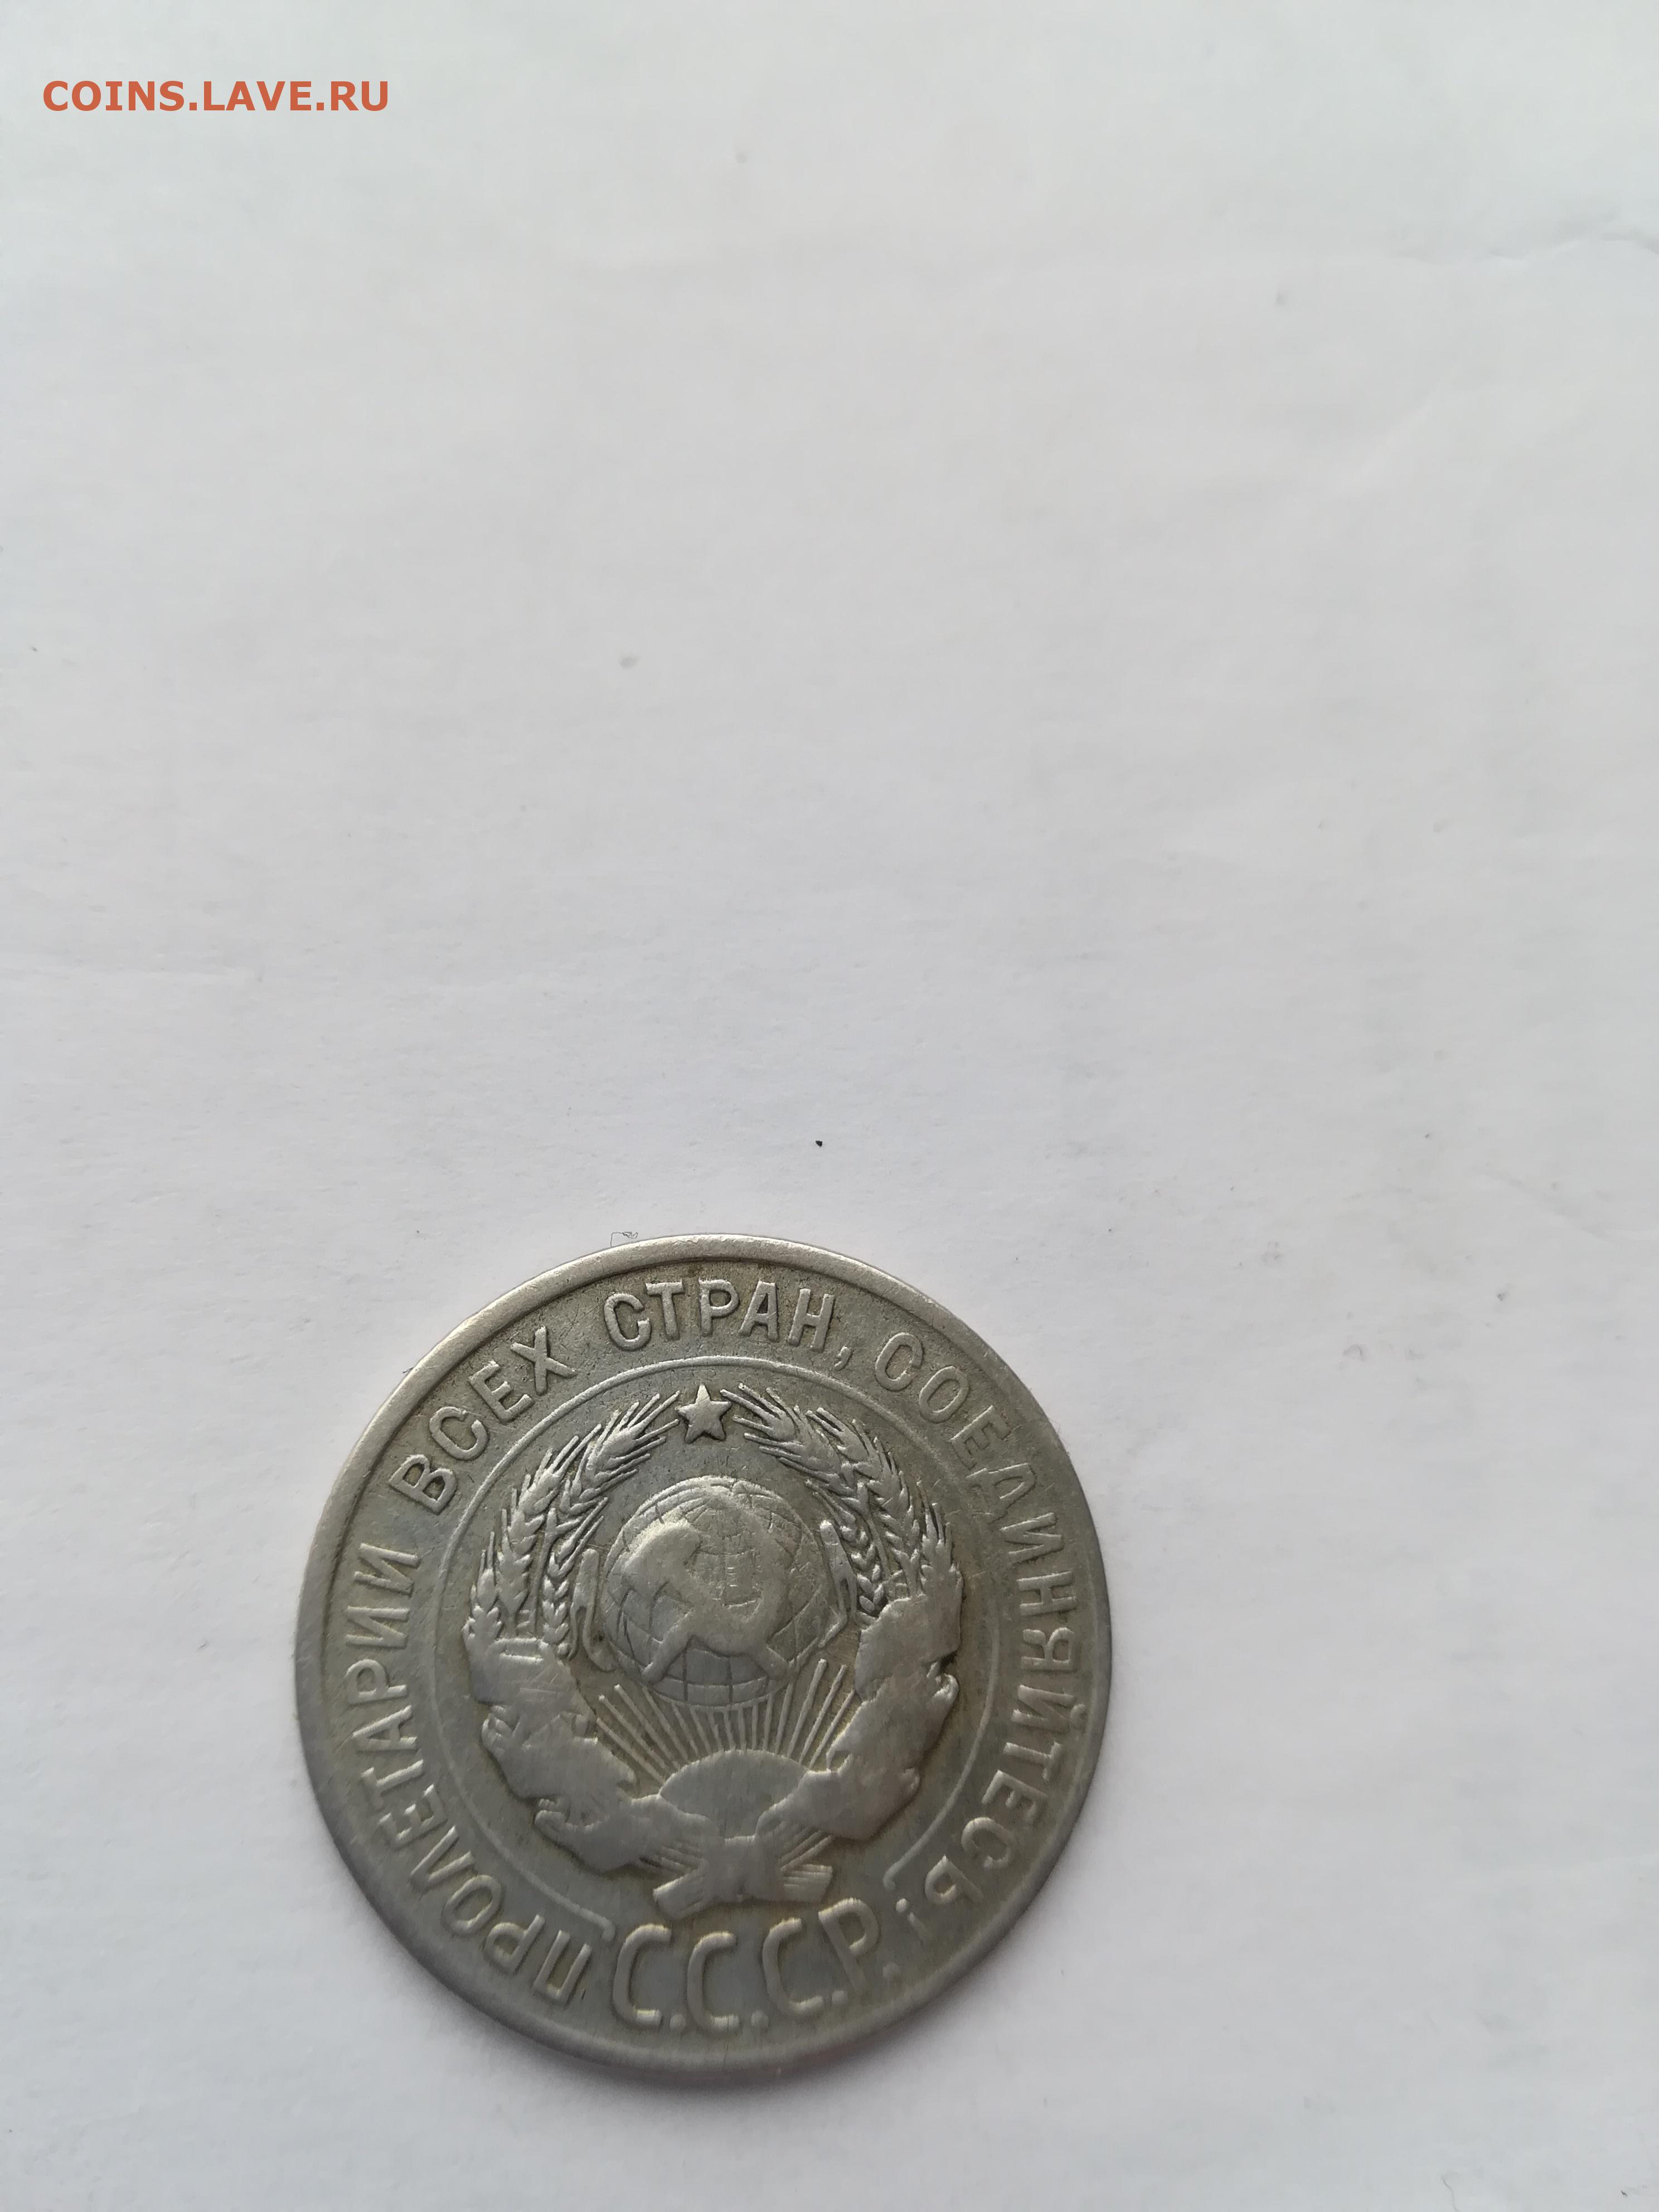 COINS.LAVE.RU
ПРОЛЕТАРИИ ВСЕХ СТРАН, СОЕДИНЯЙТЕСЬ!
С.С.С.Р.